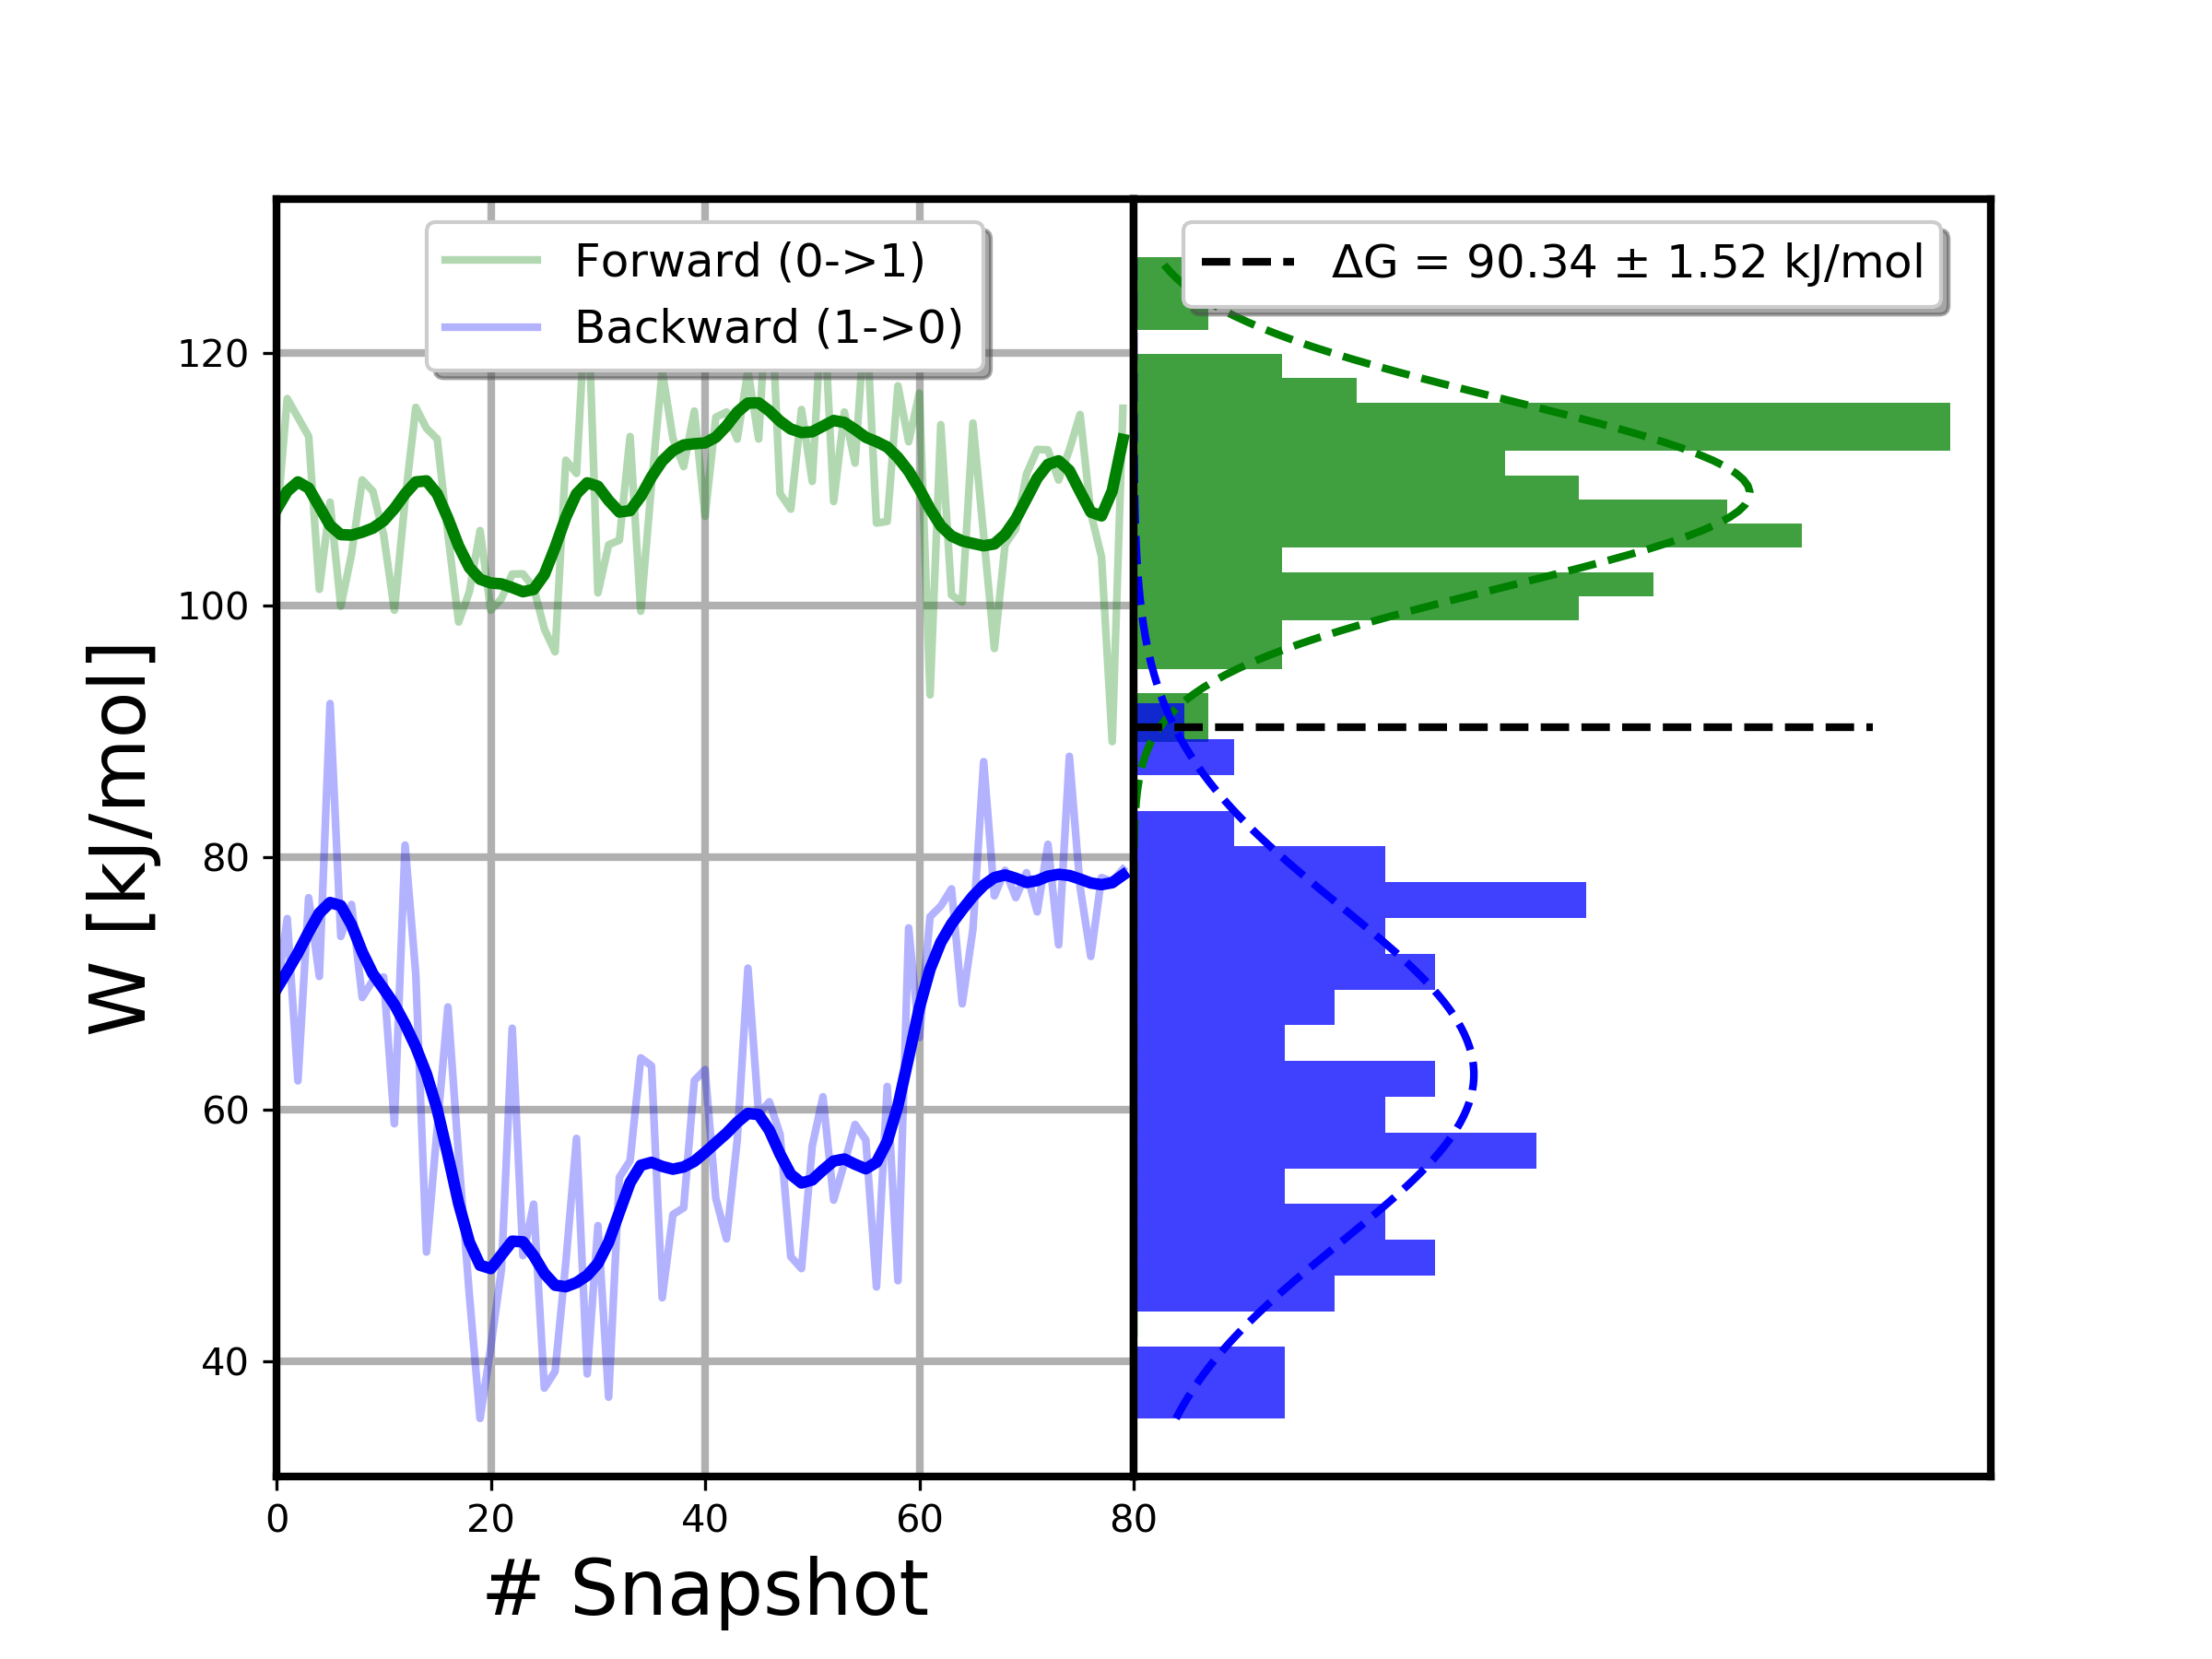 Forward (0->1)
Backward (1->0)
ΔG = 90.34 ± 1.52 kJ/mol
W [kJ/mol]
120
100
80
60
40
0 20 40 60 80
# Snapshot